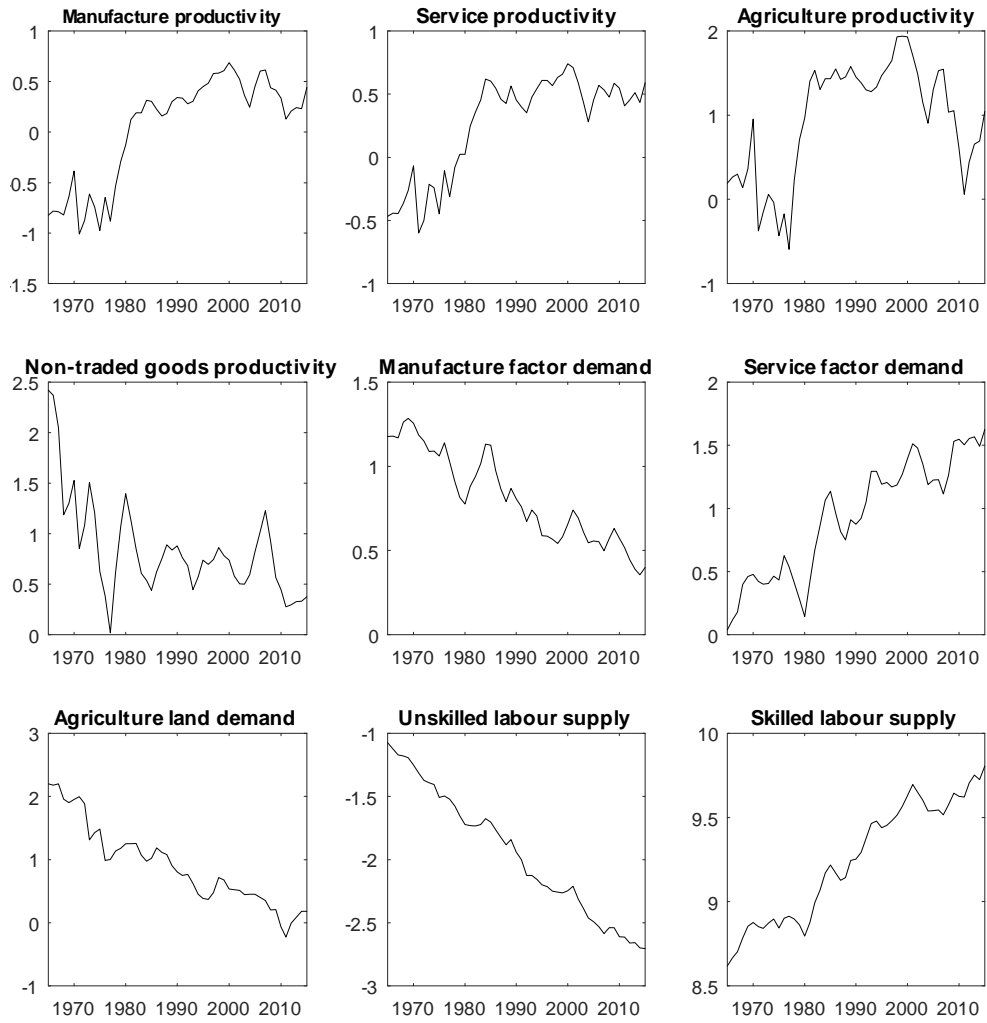 Manufacture productivity
Service productivity
Agriculture productivity
1
0.5
0
0.5
-1
1.5
1970 1980 1990 2000 2010
1
0.5
0
-0.5
-1
1970 1980 1990 2000 2010
2
1
0
-1
1970 1980 1990 2000 2010
Non-traded goods productivity
Manufacture factor demand
Service factor demand
2.5
2
1.5
1
0.5
0
1970 1980 1990 2000 2010
1.5
1
0.5
0
1970 1980 1990 2000 2010
2
1.5
1
0.5
0
1970 1980 1990 2000 2010
Agriculture land demand
Unskilled labour supply
Skilled labour supply
3
2
1
0
-1
1970 1980 1990 2000 2010
-1
-1.5
-2
-2.5
-3
1970 1980 1990 2000 2010
10
9.5
9
8.5
1970 1980 1990 2000 2010